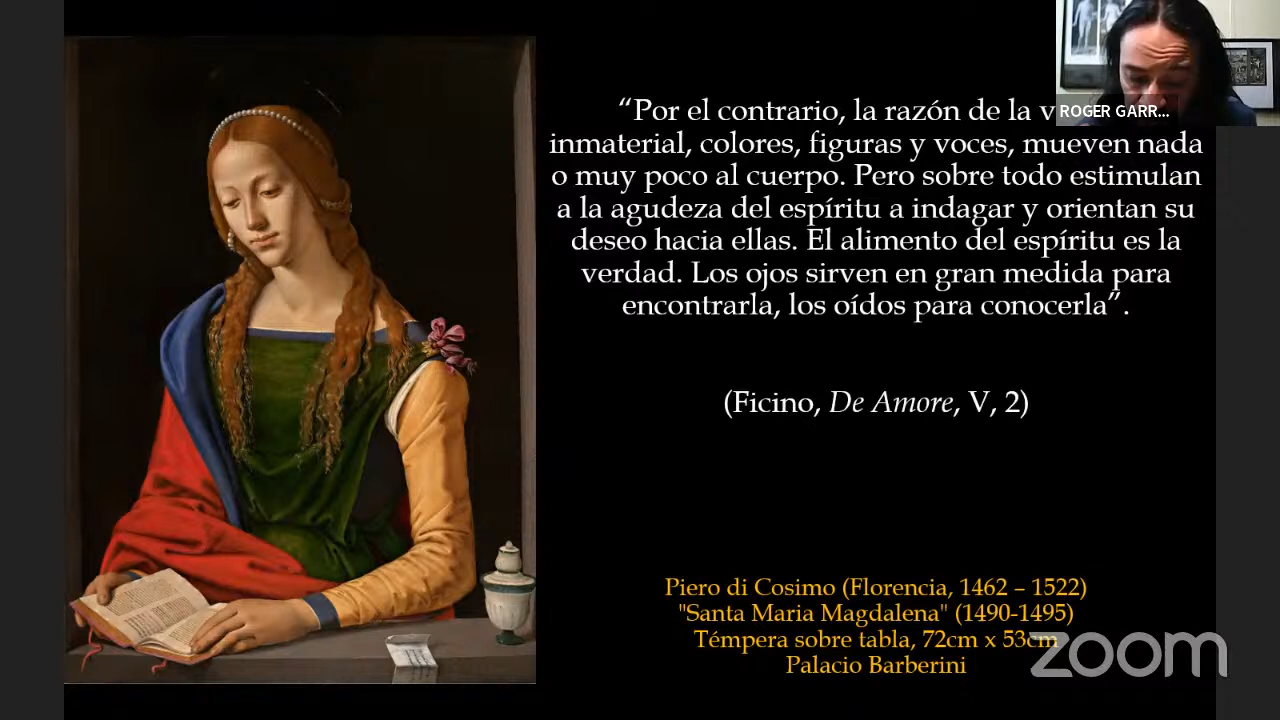 “Por el contrario, la razón de la v
inmaterial, colores, figuras y voces, mueven nada
o muy poco al cuerpo. Pero sobre todo estimulan
a la agudeza del espíritu a indagar y orientan su
deseo hacia ellas. El alimento del espíritu es la
verdad. Los ojos sirven en gran medida para
encontrarla, los oídos para conocerla”.
(Ficino, De Amore, V, 2)
Piero di Cosimo (Florencia, 1462 – 1522)
"Santa Maria Magdalena" (1490-1495)
Témpera sobre tabla, 72cm x 53cm
Palacio Barberini
ROGER GARR...
zoom